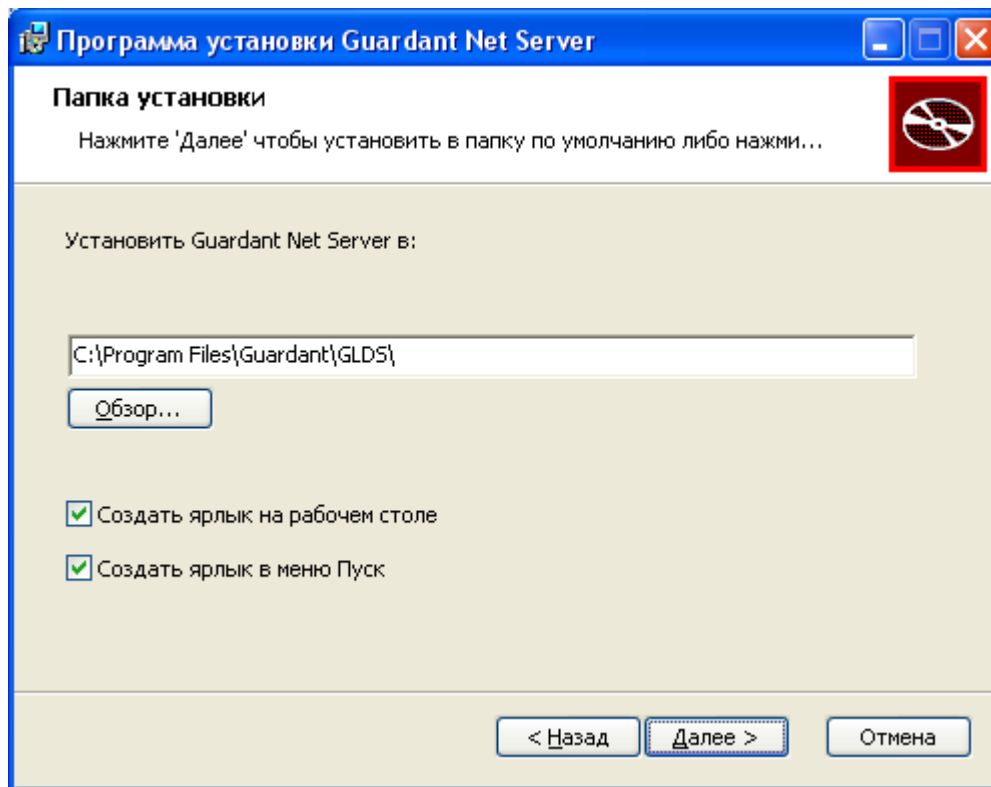 Программа установки Guardant Net Server
Папка установки
Нажмите 'Далее' чтобы установить в папку по умолчанию либо нажми...
Установить Guardant Net Server в:
C:\Program Files\Guardant\GLDS\
Обзор...
Создать ярлык на рабочем столе
Создать ярлык в меню Пуск
< Назад Далее > Отмена